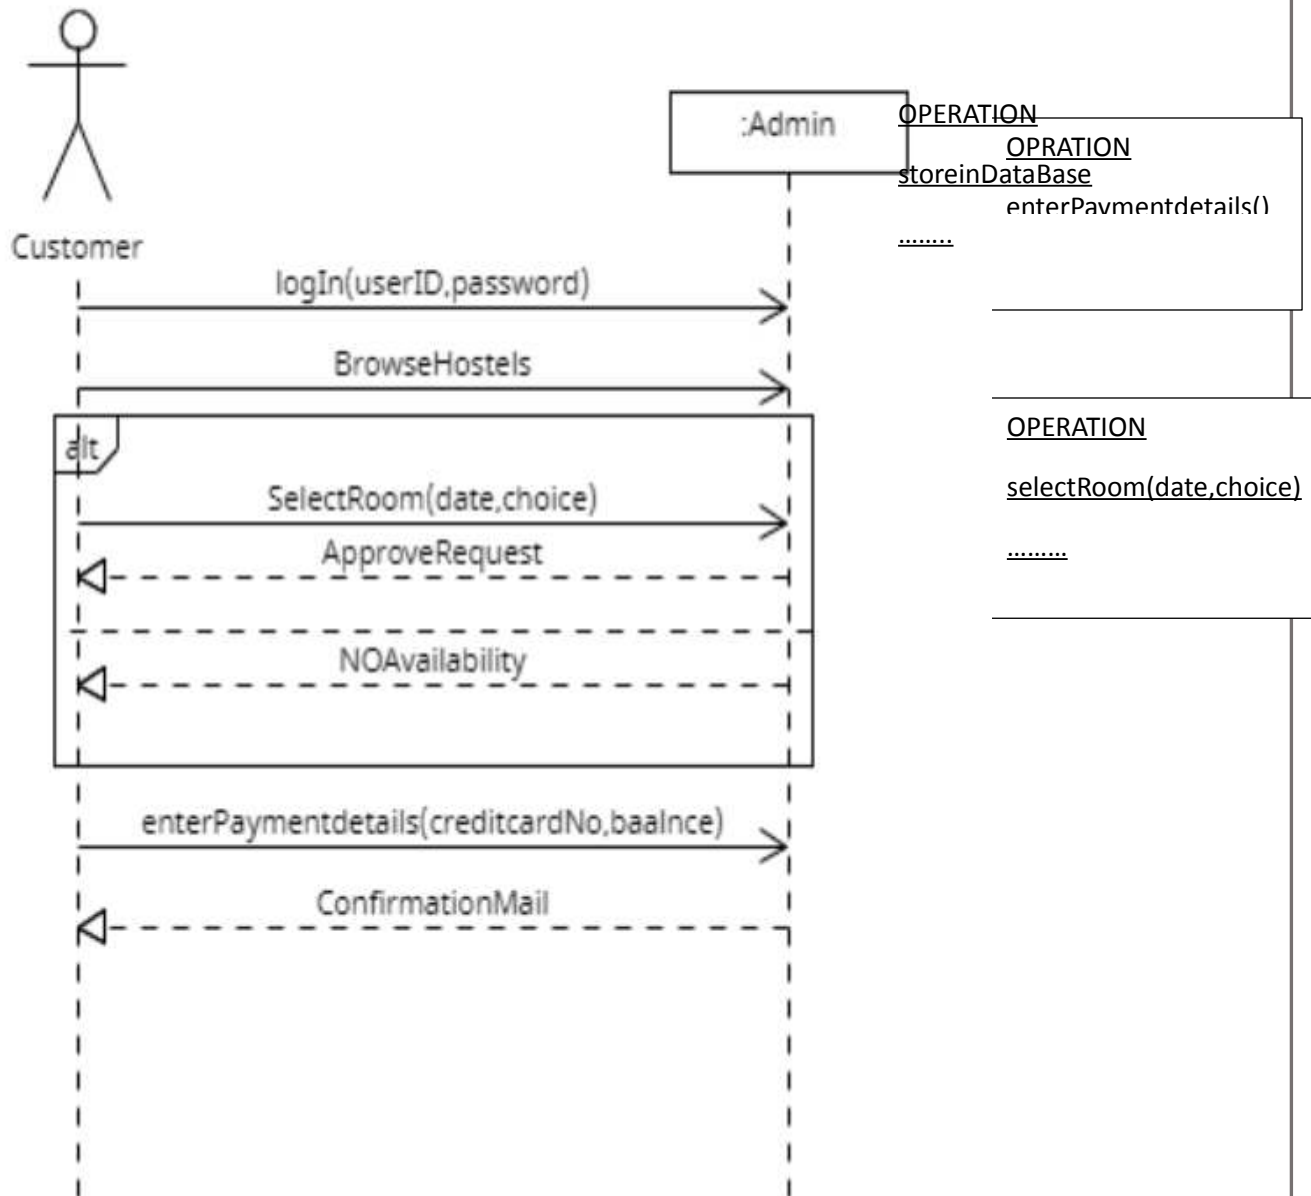 :Admin
OPERATION
OPRATION
storeinDataBase
enterPaymentdetails()
........
Customer
logIn(userID,password)
BrowseHostels
alt
OPERATION
SelectRoom(date,choice)
selectRoom(date,choice)
ApproveRequest
.........
NOAvailability
enterPaymentdetails(creditcardNo,baalnce)
ConfirmationMail